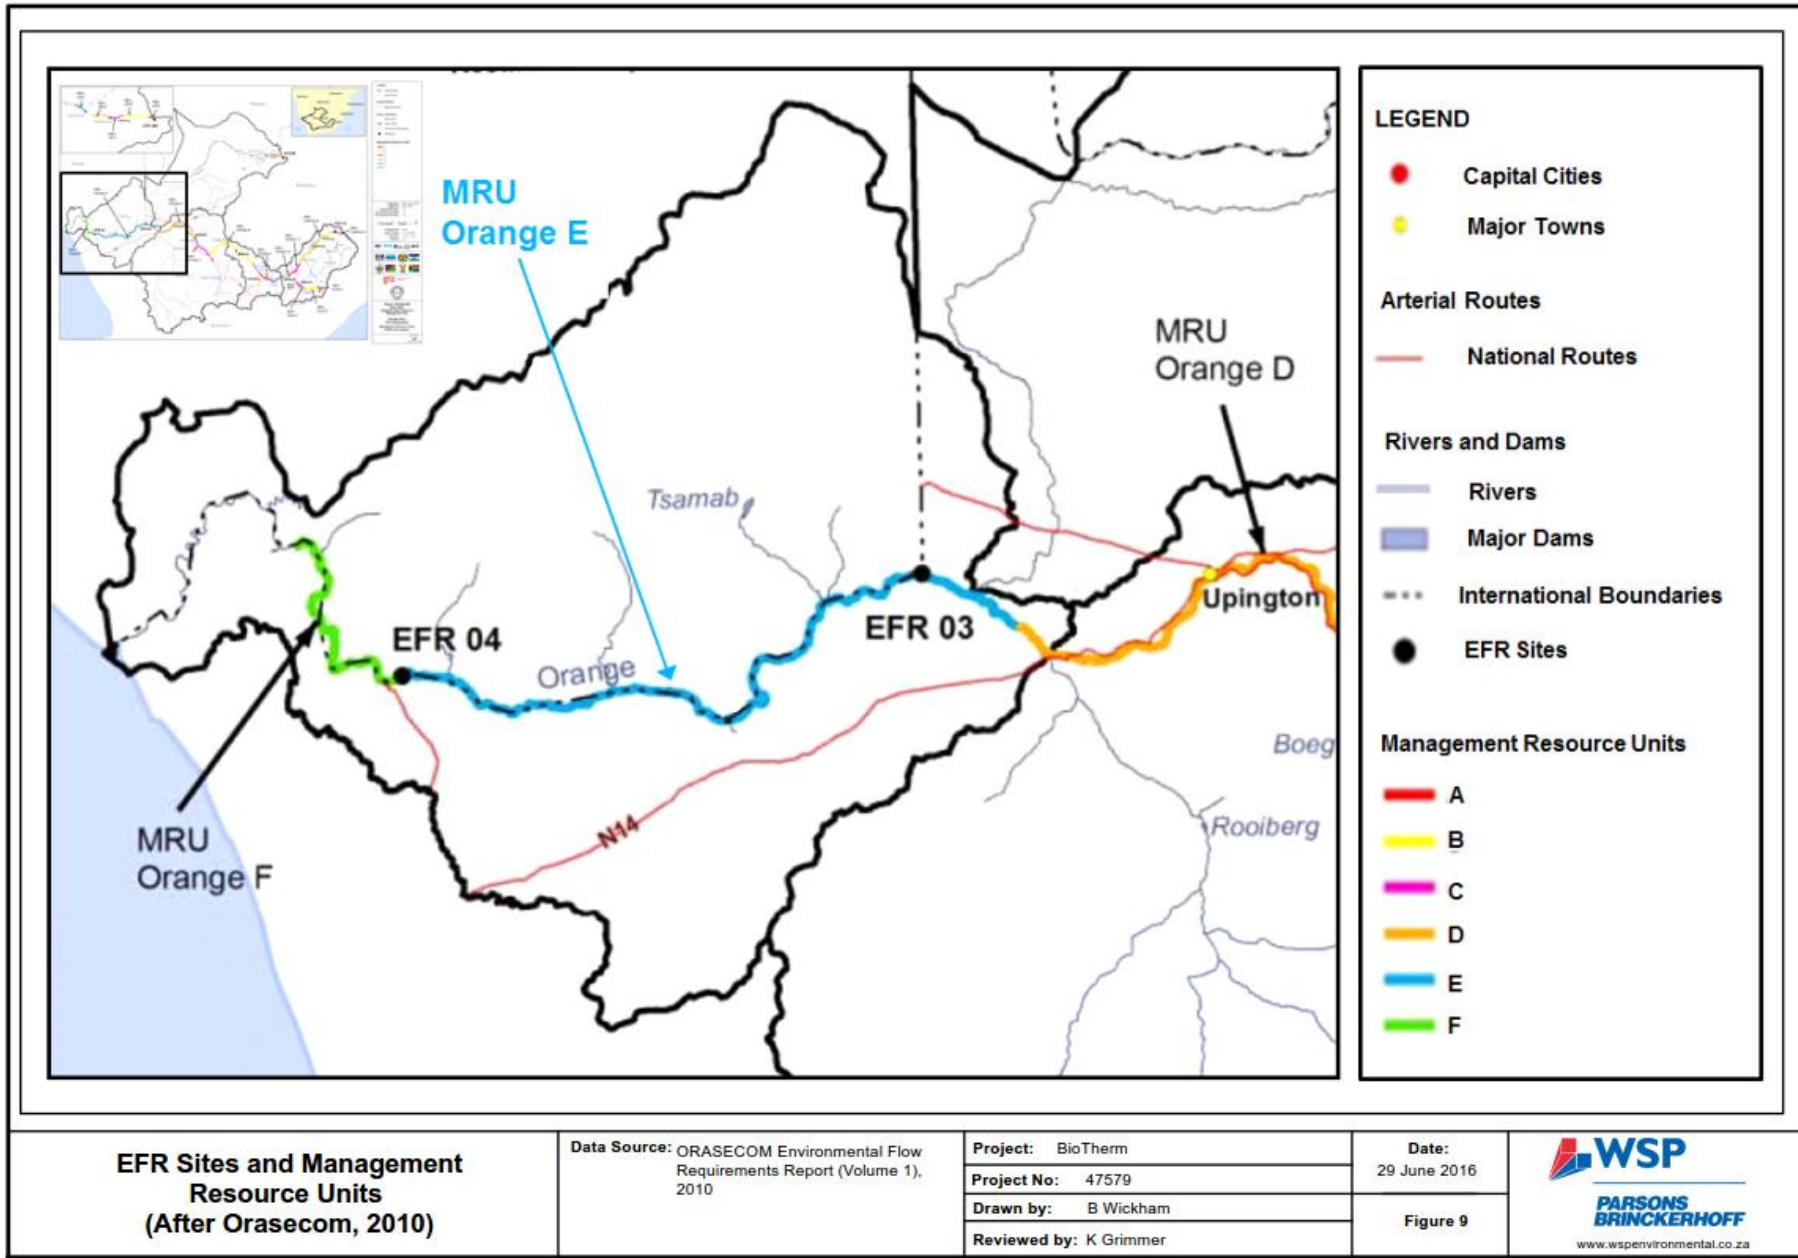 MRU
Orange E
MRU
Orange D
Tsamab
EFR 03
Upington
EFR 04
Orange
Boeg
Rooiberg
N14
MRU
Orange F
LEGEND
Capital Cities
Major Towns
Arterial Routes
National Routes
Rivers and Dams
Rivers
Major Dams
International Boundaries
EFR Sites
Management Resource Units
A
B
C
D
E
F
EFR Sites and Management
Resource Units
(After Orasecom, 2010)
Data Source: ORASECOM Environmental Flow
Requirements Report (Volume 1),
2010
Project: BioTherm
Project No: 47579
Drawn by: B Wickham
Reviewed by: K Grimmer
Date:
29 June 2016
Figure 9
WSP
PARSONS
BRINCKERHOFF
www.wspenvironmental.co.za